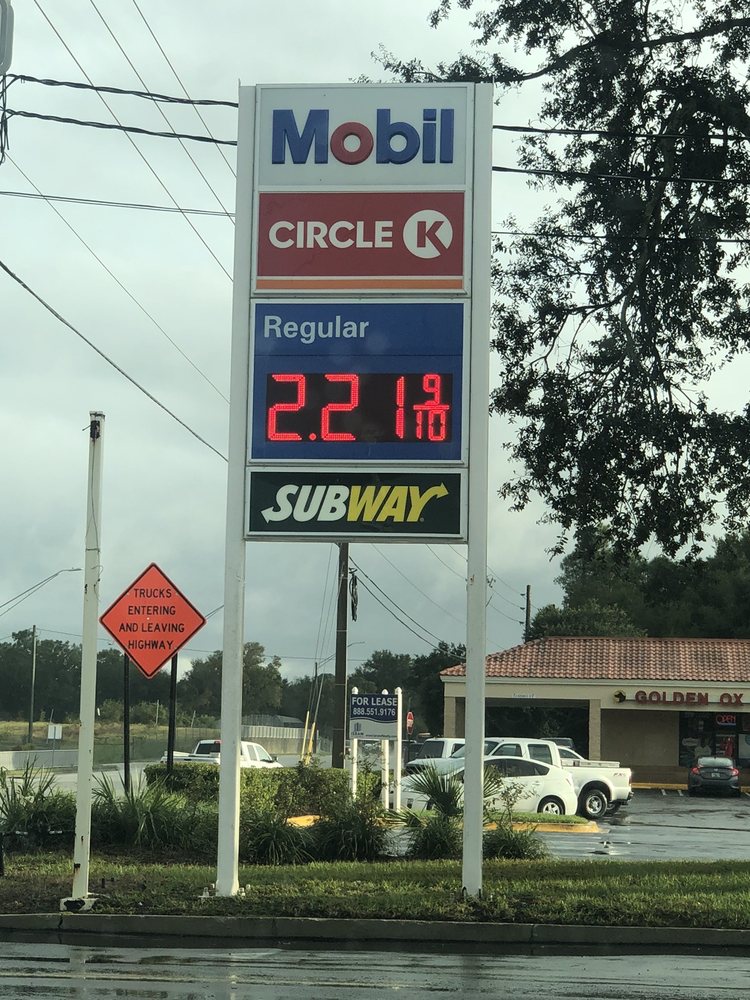 Mobil
CIRCLE K
Regular
2.21 9/10
SUBWAY
TRUCKS
ENTERING
AND LEAVING
HIGHWAY
FOR LEASE
888.551.9176
GOLDEN OX
OPEN